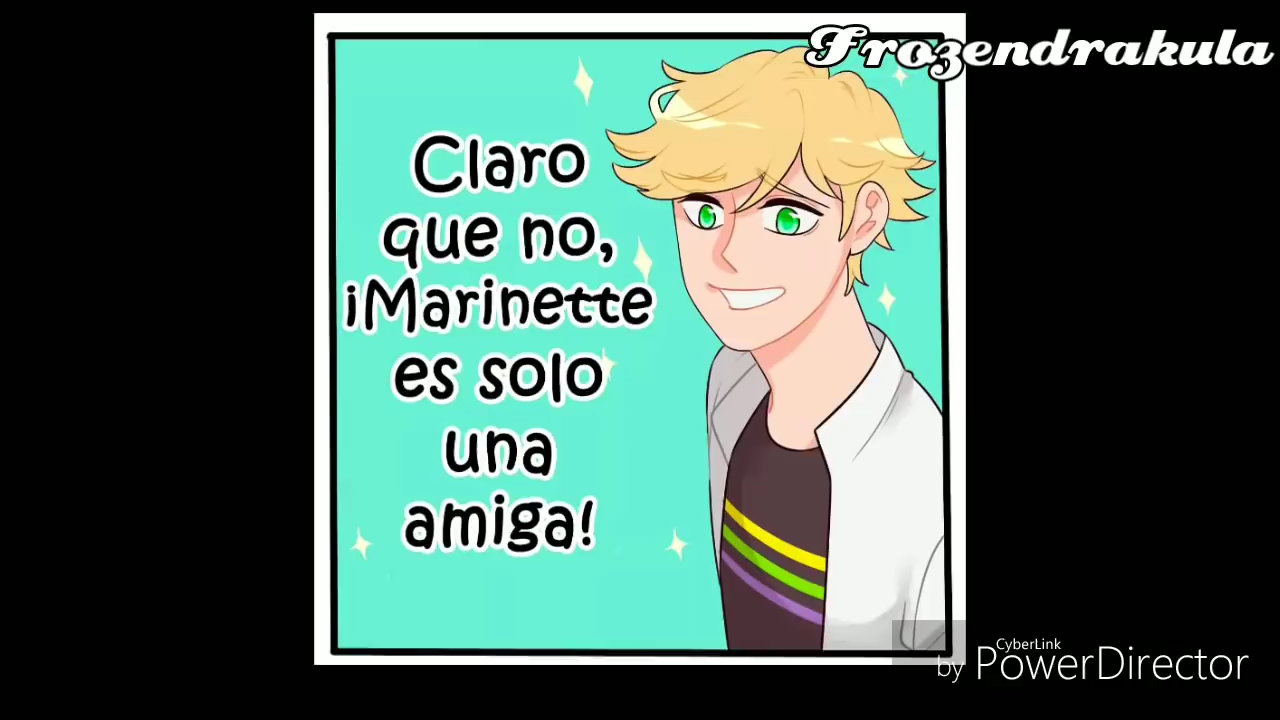 Frozendrakula
Claro
que no,
¡Marinette
es solo
una
amiga!
CyberLink
by PowerDirector